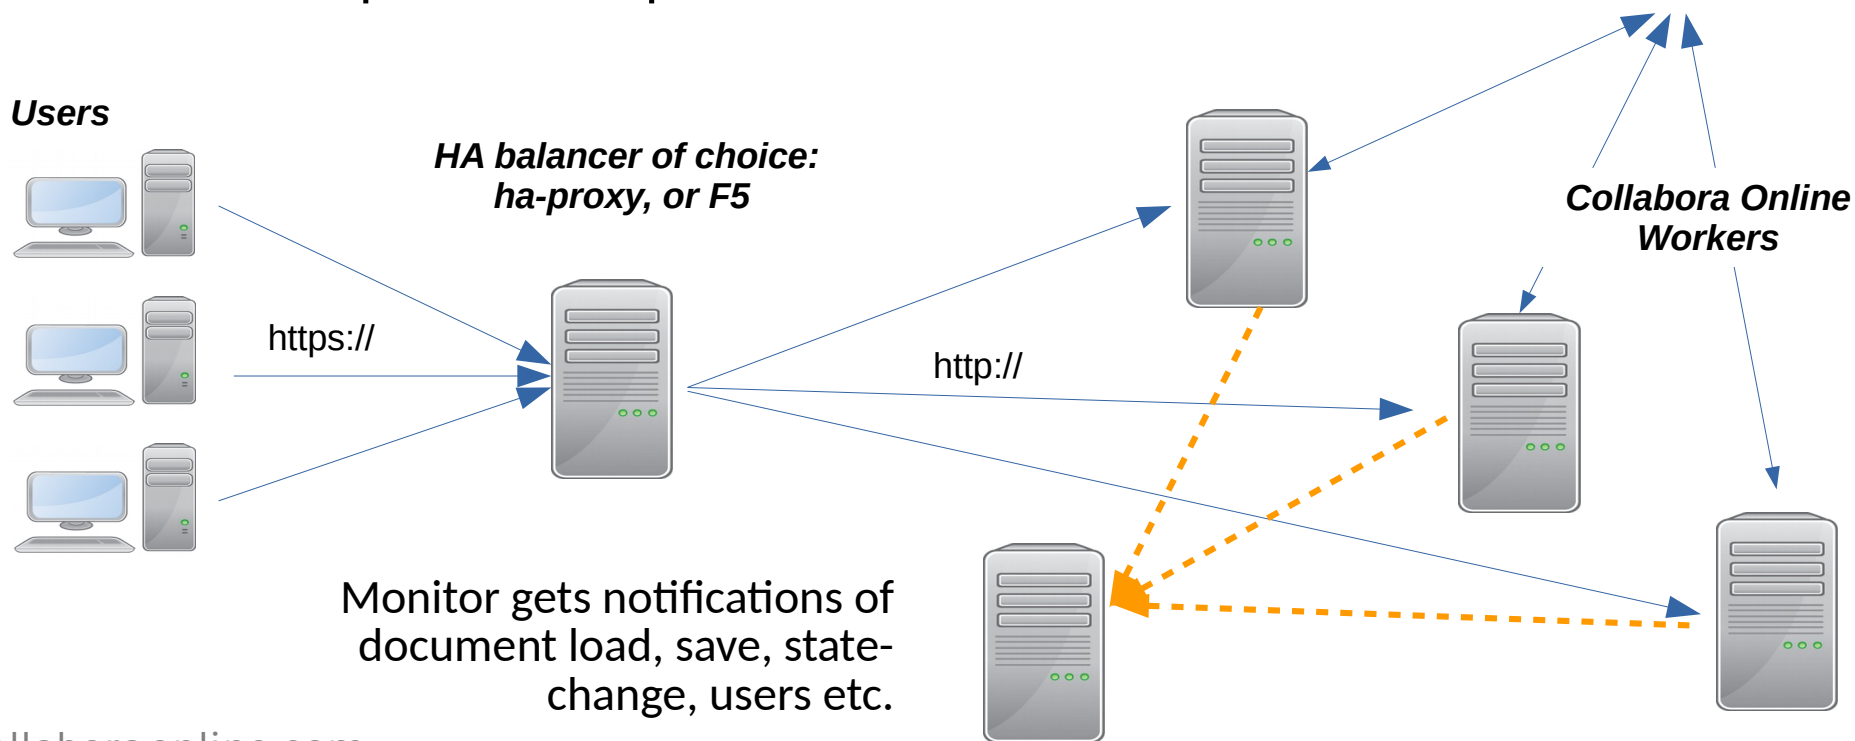 Users
HA balancer of choice:
ha-proxy, or F5
Collabora Online
Workers
https://
http://
Monitor gets notifications of
document load, save, state-
change, users etc.